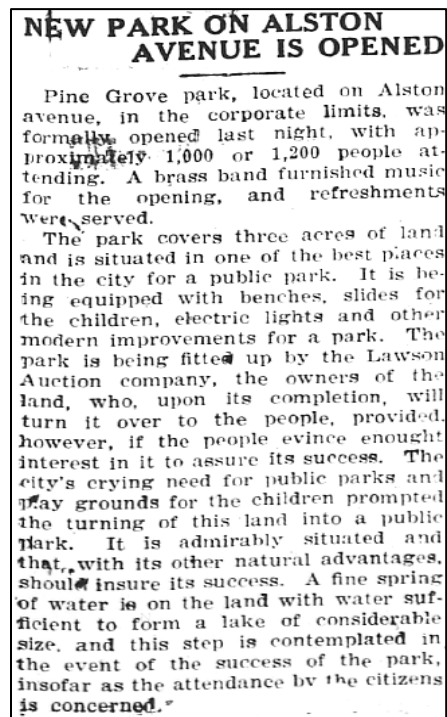 NEW PARK ON ALSTON
AVENUE IS OPENED
Pine Grove park, located on Alston
avenue, in the corporate limits, was
formally opened last night, with ap-
proximately 1,000 or 1,200 people at-
tending. A brass band furnished music
for the opening, and refreshments
were served.
The park covers three acres of land
and is situated in one of the best places
in the city for a public park. It is be-
ing equipped with benches, slides for
the children, electric lights and other
modern improvements for a park. The
park is being fitted up by the Lawson
Auction company, the owners of the
land, who, upon its completion, will
turn it over to the people, provided,
however, if the people evince enought
interest in it to assure its success. The
city's crying need for public parks and
play grounds for the children prompted
the turning of this land into a public
park. It is admirably situated and
that, with its other natural advantages,
should insure its success. A fine spring
of water is on the land with water suf-
ficient to form a lake of considerable
size, and this step is contemplated in
the event of the success of the park,
insofar as the attendance by the citizens
is concerned."